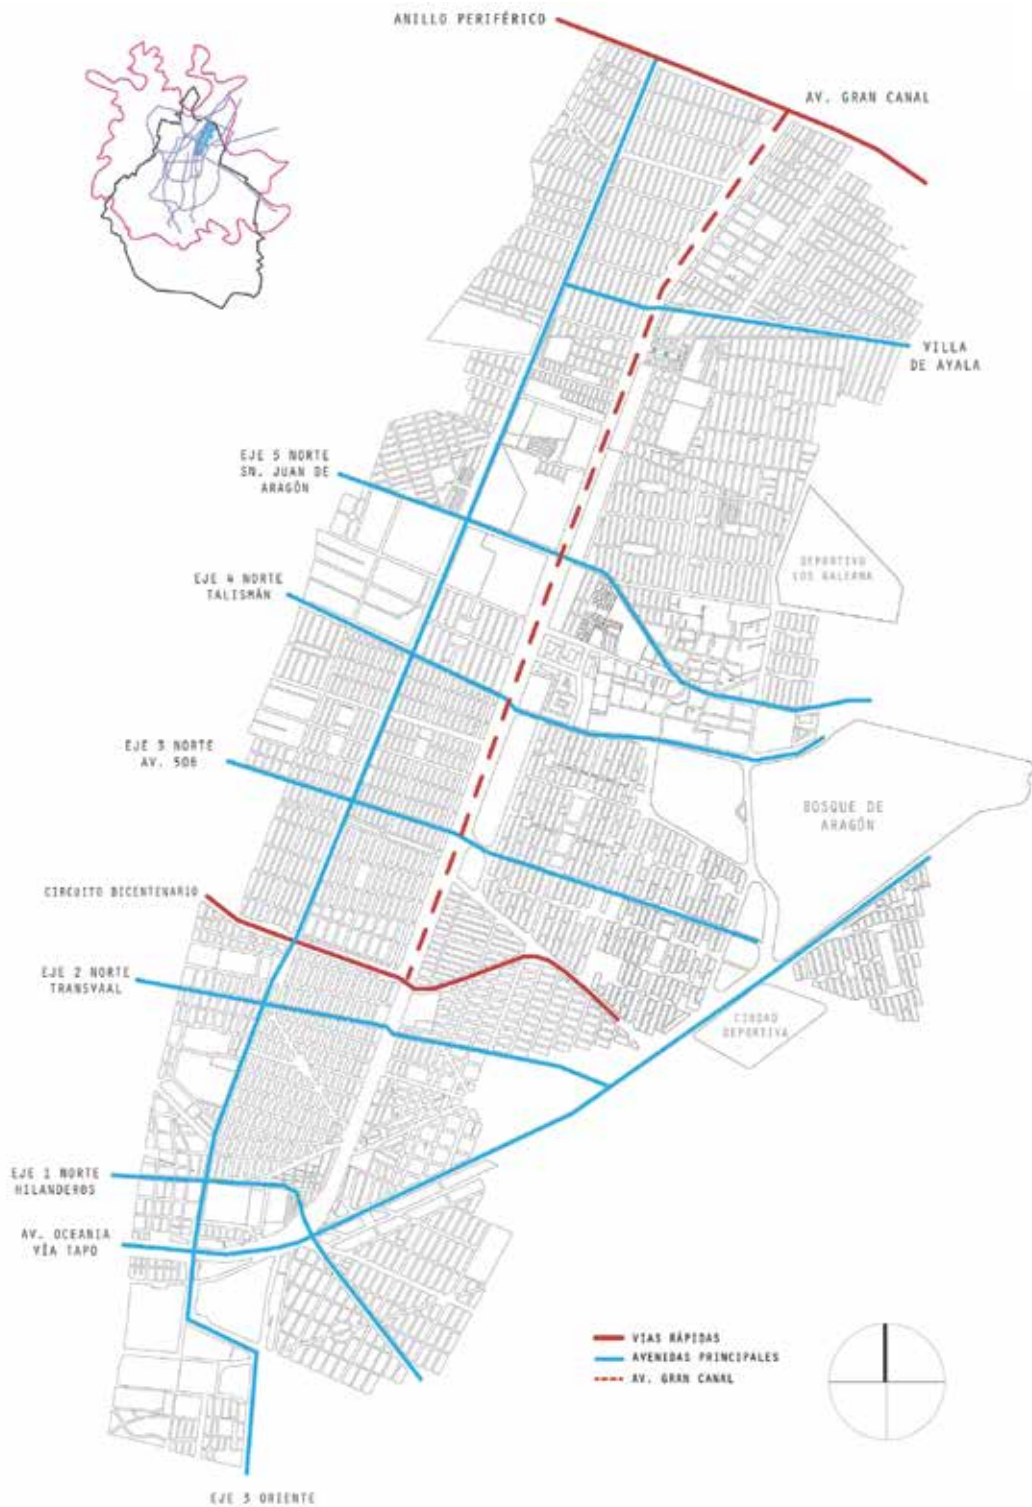 ANILLO PERIFÉRICO
AV. GRAN CANAL
VILLA
DE AYALA
EJE 5 NORTE
SN. JUAN DE
ARAGÓN
DEPORTIVO
LOS GALEANA
EJE 4 NORTE
TALISMÁN
EJE 3 NORTE
AV. 506
BOSQUE DE
ARAGÓN
CIRCUITO BICENTENARIO
EJE 2 NORTE
TRANSVAAL
CIUDAD
DEPORTIVA
EJE 1 NORTE
HILANDEROS
AV. OCEANIA
VÍA TAPO
VIAS RÁPIDAS
AVENIDAS PRINCIPALES
AV. GRAN CANAL
EJE 3 ORIENTE